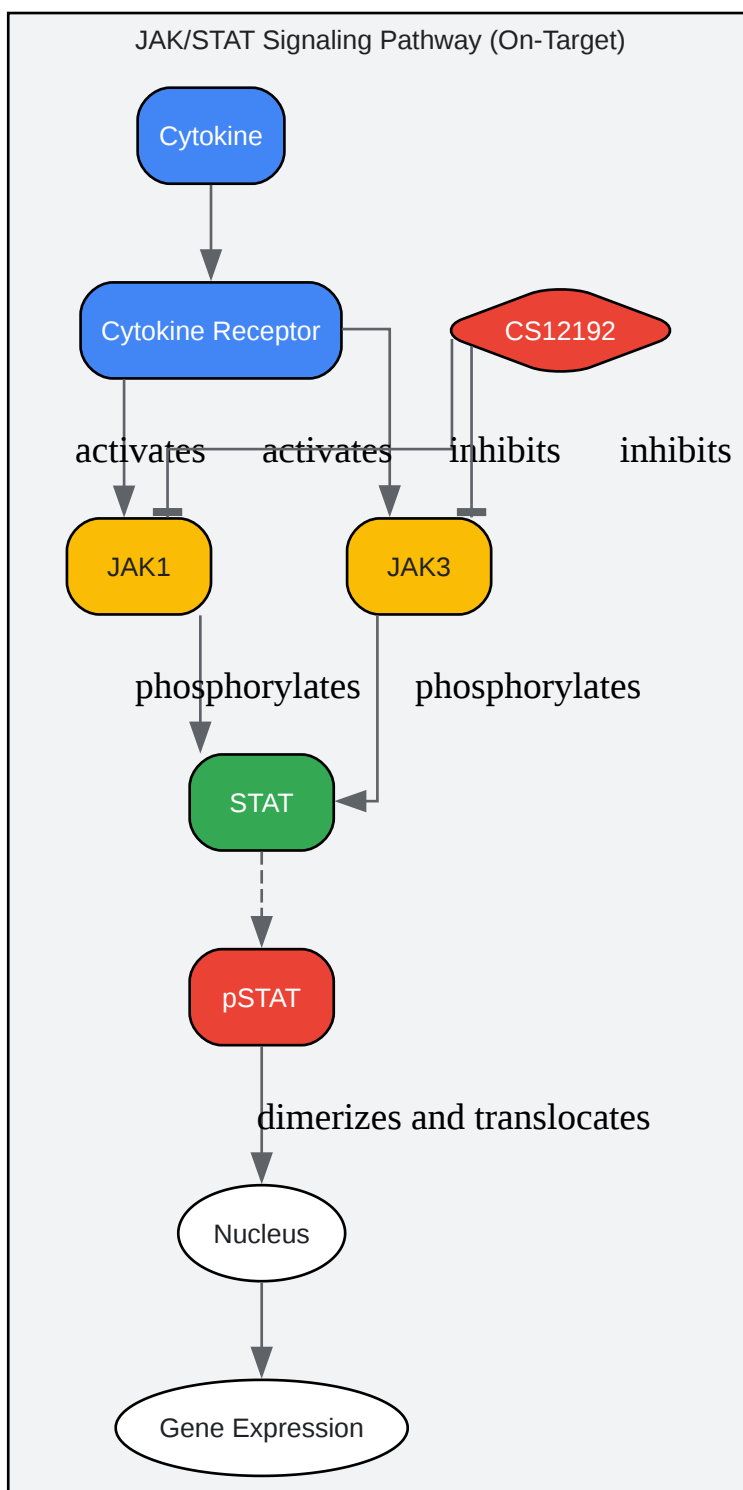 JAK/STAT Signaling Pathway (On-Target)
Cytokine
Cytokine Receptor
CS12192
activates
activates
inhibits
inhibits
JAK1
JAK3
phosphorylates
phosphorylates
STAT
pSTAT
dimerizes and translocates
Nucleus
Gene Expression